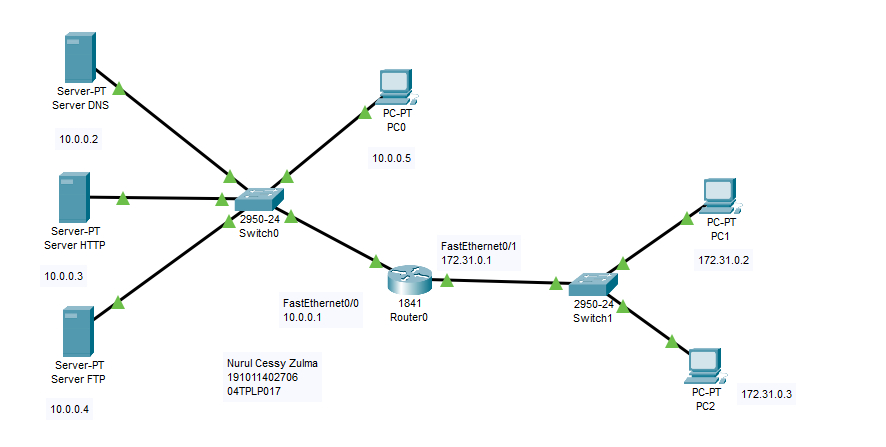 Server-PT
Server DNS
10.0.0.2
PC-PT
PC0
10.0.0.5
Server-PT
Server HTTP
10.0.0.3
2950-24
Switch0
PC-PT
PC1
172.31.0.2
FastEthernet0/1
172.31.0.1
FastEthernet0/0
10.0.0.1
1841
Router0
2950-24
Switch1
Server-PT
Server FTP
10.0.0.4
Nurul Cessy Zulma
191011402706
04TPLP017
PC-PT
PC2
172.31.0.3